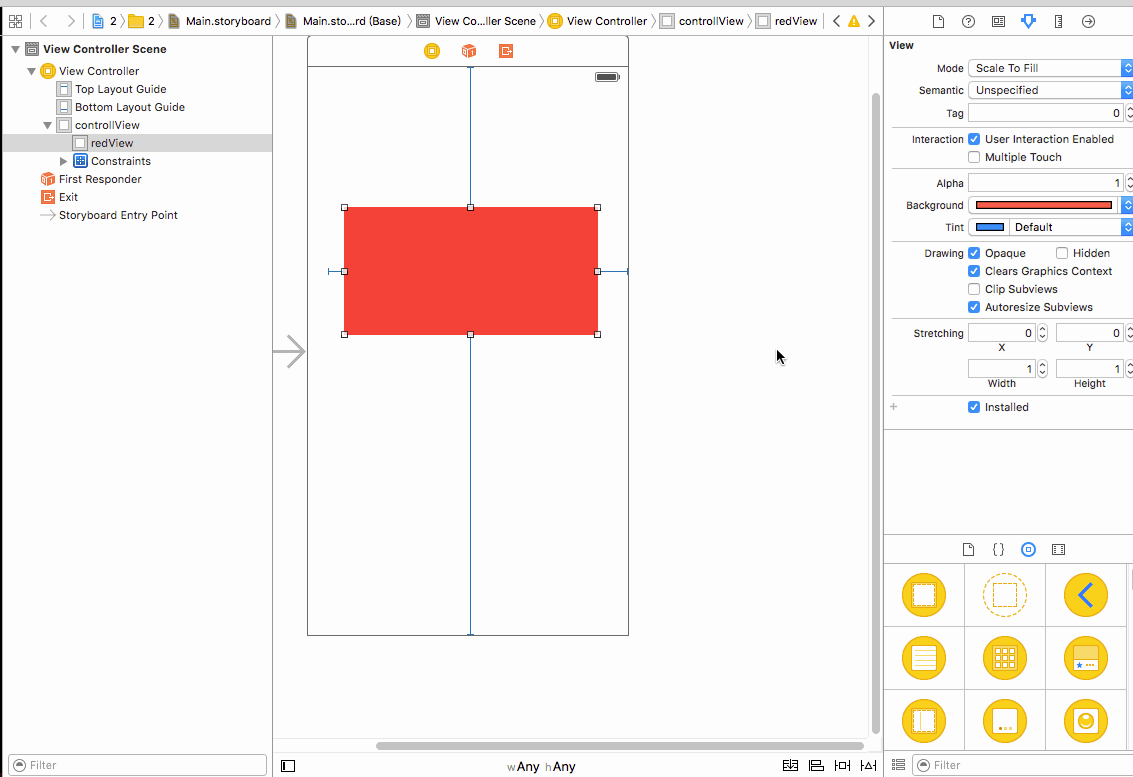 2
2
Main.storyboard
Main.sto...rd (Base)
View Co...ller Scene
View Controller
controllView
redView
View Controller Scene
View Controller
Top Layout Guide
Bottom Layout Guide
controllView
redView
Constraints
First Responder
Exit
Storyboard Entry Point
Filter
wAny hAny
View
Mode Scale To Fill
Semantic Unspecified
Tag 0
Interaction User Interaction Enabled
Multiple Touch
Alpha 1
Background
Tint Default
Drawing Opaque Hidden
Clears Graphics Context
Clip Subviews
Autoresize Subviews
Stretching 0 0
X Y
1 1
Width Height
+ Installed
{}
Filter